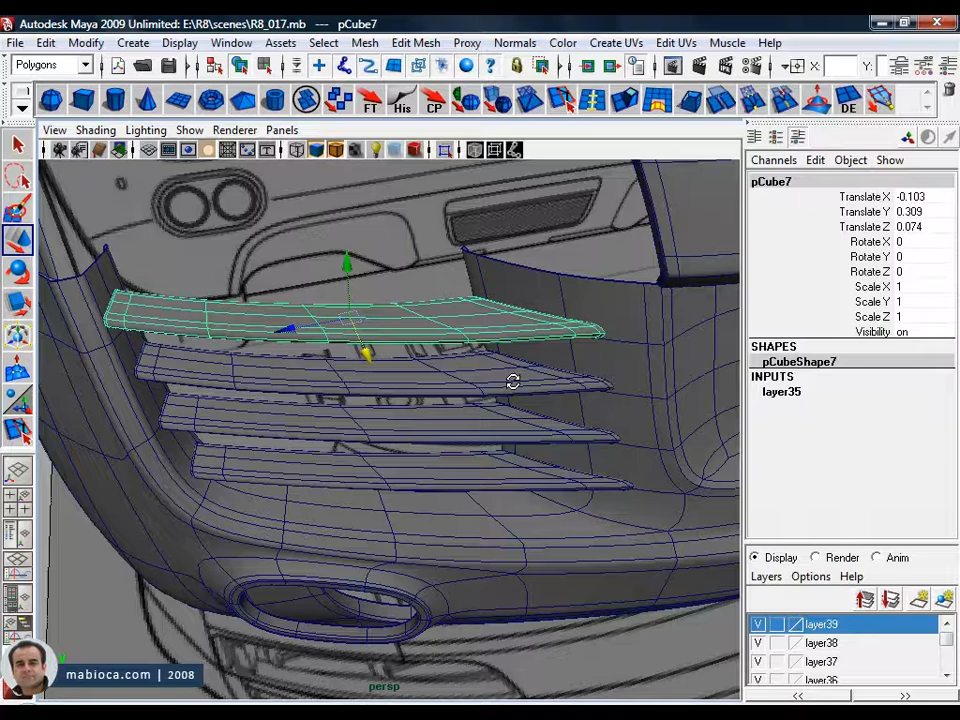 Autodesk Maya 2009 Unlimited: E:\R8\scenes\R8_017.mb --- pCube7
File Edit Modify Create Display Window Assets Select Mesh Edit Mesh Proxy Normals Color Create UVs Edit UVs Muscle Help
Polygons X: Y:
FT His CP DE
View Shading Lighting Show Renderer Panels
Channels Edit Object Show
pCube7
Translate X -0.103
Translate Y 0.309
Translate Z 0.074
Rotate X 0
Rotate Y 0
Rotate Z 0
Scale X 1
Scale Y 1
Scale Z 1
Visibility on
SHAPES
pCubeShape7
INPUTS
layer35
Display Render Anim
Layers Options Help
V layer39
V layer38
V layer37
V layer36
<< >>
mabioca.com | 2008
persp